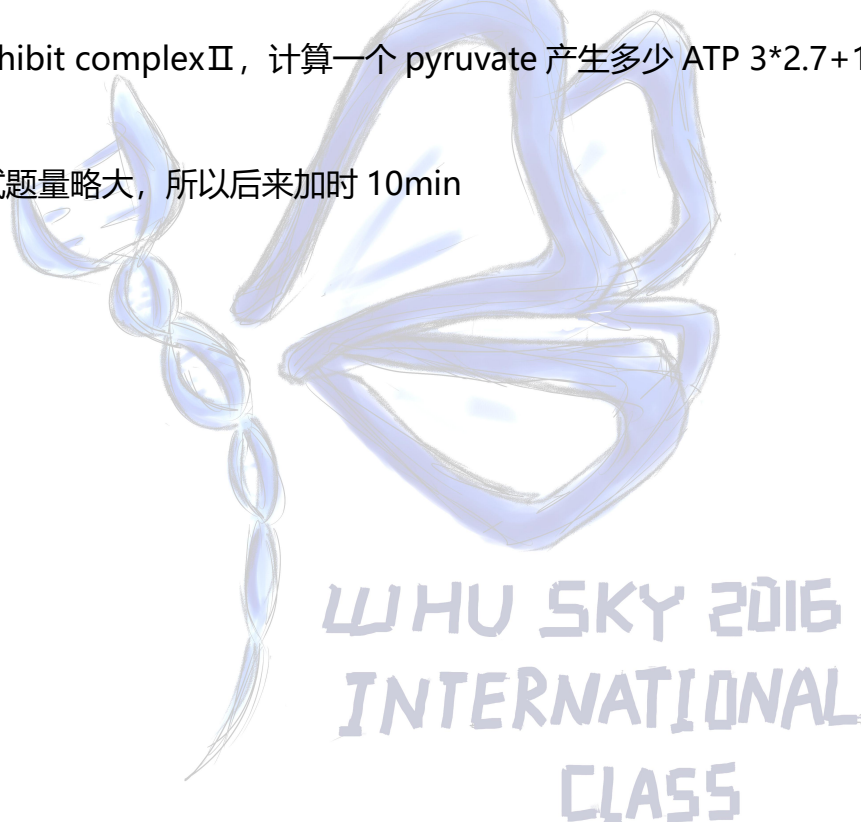 hibit complexⅡ，计算一个 pyruvate 产生多少 ATP 3*2.7+1
题量略大，所以后来加时 10min
WHU SKY 2016
INTERNATIONAL
CLASS